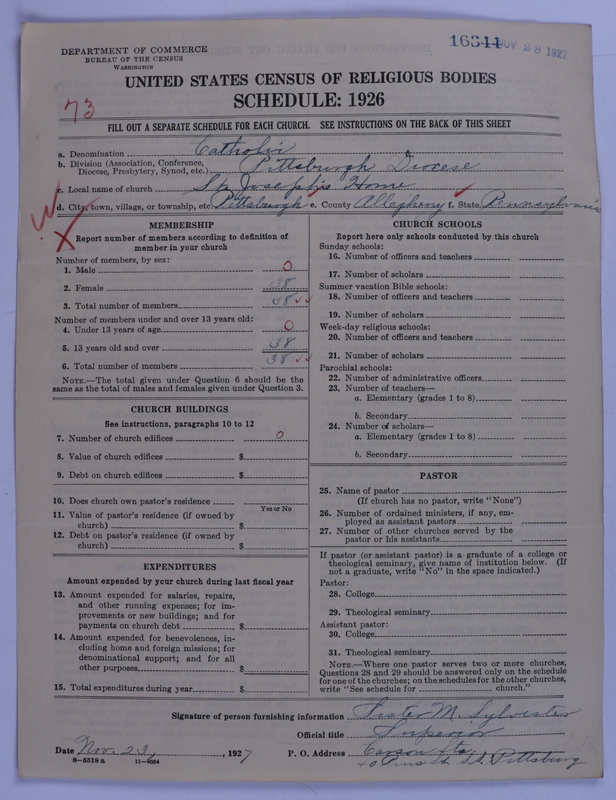 DEPARTMENT OF COMMERCE
BUREAU OF THE CENSUS
WASHINGTON
16344 NOV 28 1927
UNITED STATES CENSUS OF RELIGIOUS BODIES
SCHEDULE: 1926
73
FILL OUT A SEPARATE SCHEDULE FOR EACH CHURCH. SEE INSTRUCTIONS ON THE BACK OF THIS SHEET
a. Denomination Catholic
b. Division (Association, Conference, Diocese, Presbytery, Synod, etc.) Pittsburgh Diocese
c. Local name of church St. Joseph's Home
d. City, town, village, or township, etc. Pittsburgh e. County Allegheny f. State Pennsylvania
MEMBERSHIP
Report number of members according to definition of
member in your church
Number of members, by sex:
1. Male 0
2. Female 38
3. Total number of members 38
Number of members under and over 13 years old:
4. Under 13 years of age 0
5. 13 years old and over 38
6. Total number of members 38
NOTE.—The total given under Question 6 should be the
same as the total of males and females given under Question 3.
CHURCH BUILDINGS
See instructions, paragraphs 10 to 12
7. Number of church edifices 0
8. Value of church edifices $
9. Debt on church edifices $
10. Does church own pastor's residence
Yes or No
11. Value of pastor's residence (if owned by
church) $
12. Debt on pastor's residence (if owned by
church) $
EXPENDITURES
Amount expended by your church during last fiscal year
13. Amount expended for salaries, repairs,
and other running expenses; for im-
provements or new buildings; and for
payments on church debt $
14. Amount expended for benevolences, in-
cluding home and foreign missions; for
denominational support; and for all
other purposes $
15. Total expenditures during year $
CHURCH SCHOOLS
Report here only schools conducted by this church
Sunday schools:
16. Number of officers and teachers
17. Number of scholars
Summer vacation Bible schools:
18. Number of officers and teachers
19. Number of scholars
Week-day religious schools:
20. Number of officers and teachers
21. Number of scholars
Parochial schools:
22. Number of administrative officers
23. Number of teachers—
a. Elementary (grades 1 to 8)
b. Secondary
24. Number of scholars—
a. Elementary (grades 1 to 8)
b. Secondary
PASTOR
25. Name of pastor
(If church has no pastor, write "None")
26. Number of ordained ministers, if any, em-
ployed as assistant pastors
27. Number of other churches served by the
pastor or his assistants
If pastor (or assistant pastor) is a graduate of a college or
theological seminary, give name of institution below. (If
not a graduate, write "No" in the space indicated.)
Pastor:
28. College
29. Theological seminary
Assistant pastor:
30. College
31. Theological seminary
NOTE.—Where one pastor serves two or more churches,
Questions 28 and 29 should be answered only on the schedule
for one of the churches; on the schedules for the other churches,
write "See schedule for church."
Signature of person furnishing information Sister M. Sylvester
Official title Superior
Date Nov. 23, 1927 P. O. Address Carson Sta.
8—5518 a 11—9034 S.S. Pittsburg